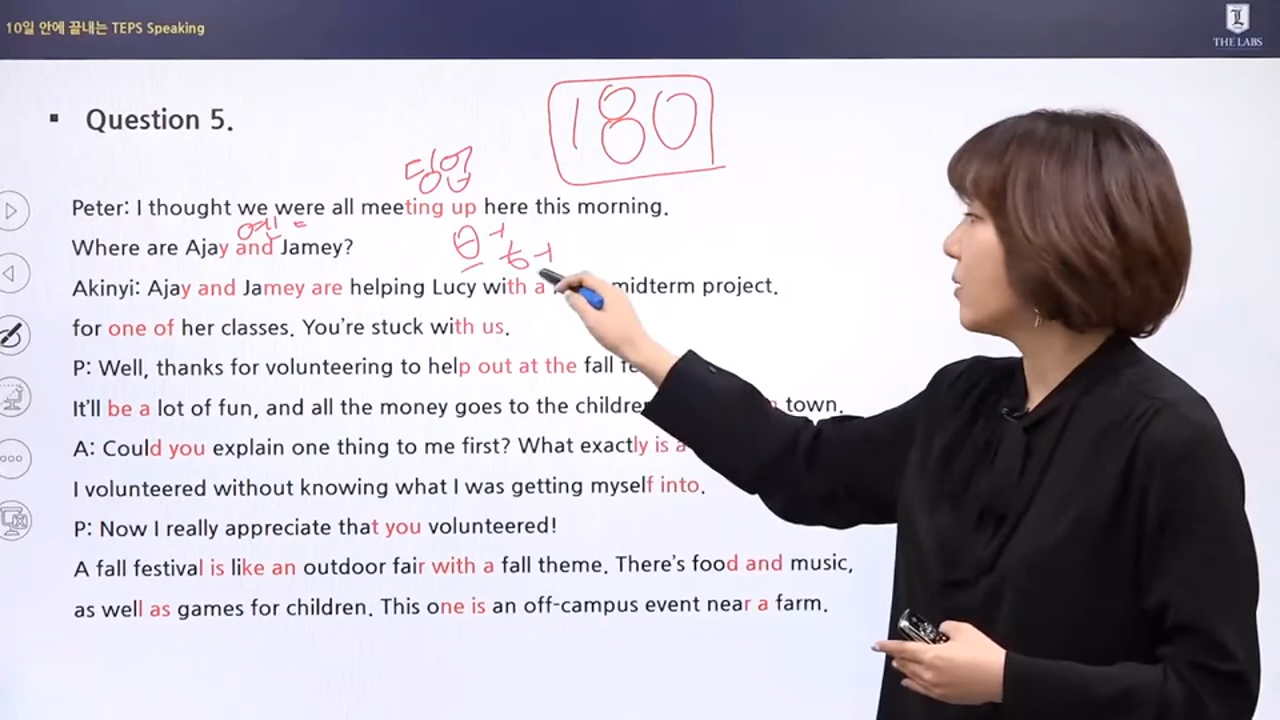 10일 안에 끝내는 TEPS Speaking
THE LABS
180
Question 5.
딩업
Peter: I thought we were all meeting up here this morning.
옌
Where are Ajay and Jamey?
Akinyi: Ajay and Jamey are helping Lucy with a midterm project.
for one of her classes. You're stuck with us.
P: Well, thanks for volunteering to help out at the fall
It'll be a lot of fun, and all the money goes to the town.
A: Could you explain one thing to me first? What exactly is
I volunteered without knowing what I was getting myself into.
P: Now I really appreciate that you volunteered!
A fall festival is like an outdoor fair with a fall theme. There's food and music,
as well as games for children. This one is an off-campus event near a farm.